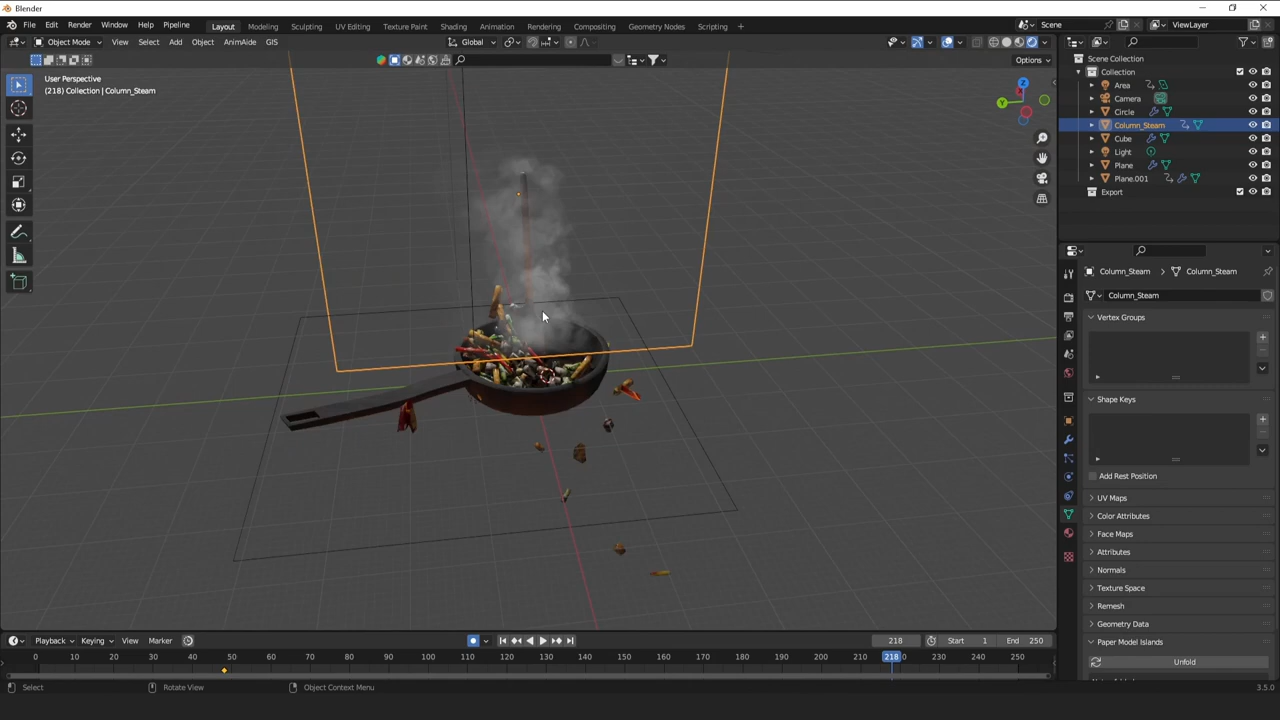 Blender
File Edit Render Window Help Pipeline Layout Modeling Sculpting UV Editing Texture Paint Shading Animation Rendering Compositing Geometry Nodes Scripting + Scene ViewLayer
Object Mode View Select Add Object AnimAide GIS Global
Options
User Perspective
(218) Collection | Column_Steam
Z
Y
Scene Collection
Collection
Area
Camera
Circle
Column_Steam
Cube
Light
Plane
Plane.001
Export
Column_Steam > Column_Steam
Column_Steam
Vertex Groups
Shape Keys
Add Rest Position
UV Maps
Color Attributes
Face Maps
Attributes
Normals
Texture Space
Remesh
Geometry Data
Paper Model Islands
Unfold
Playback Keying View Marker 218 Start 1 End 250
0 10 20 30 40 50 60 70 80 90 100 110 120 130 140 150 160 170 180 190 200 210 218 230 240 250
Select Rotate View Object Context Menu 3.5.0